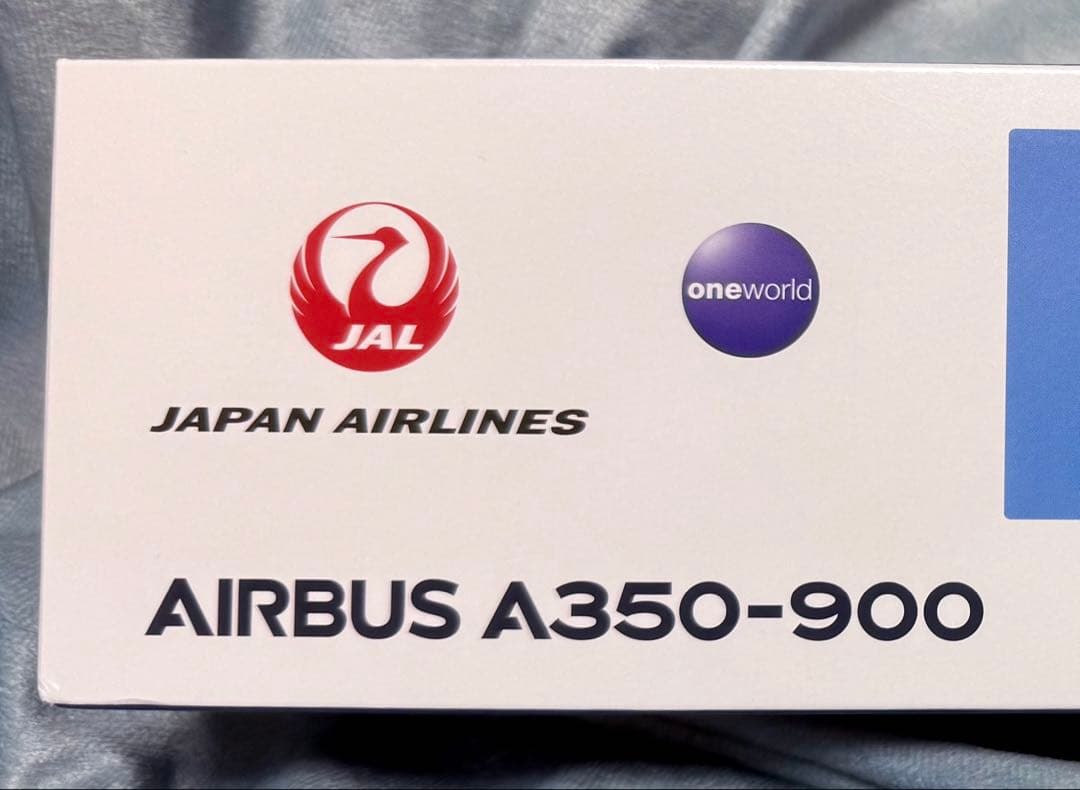 JAL
oneworld
JAPAN AIRLINES
AIRBUS A350-900